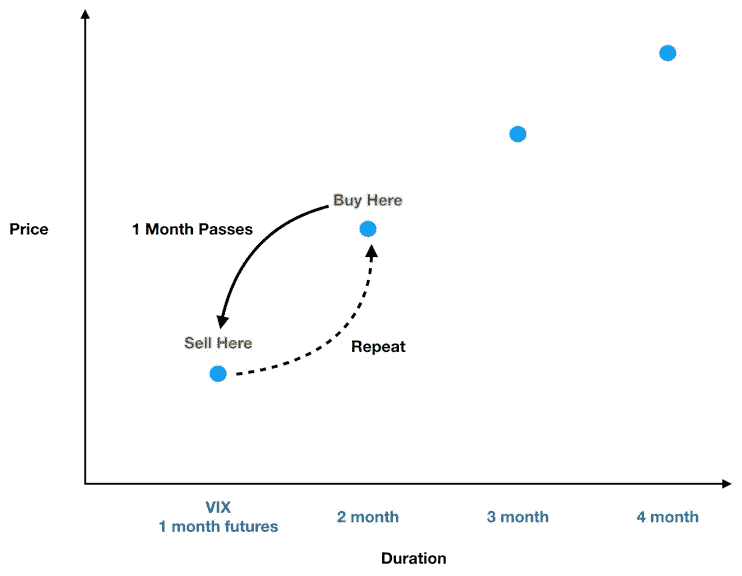 Buy Here
Price
1 Month Passes
Sell Here
Repeat
VIX
1 month futures
2 month
3 month
4 month
Duration